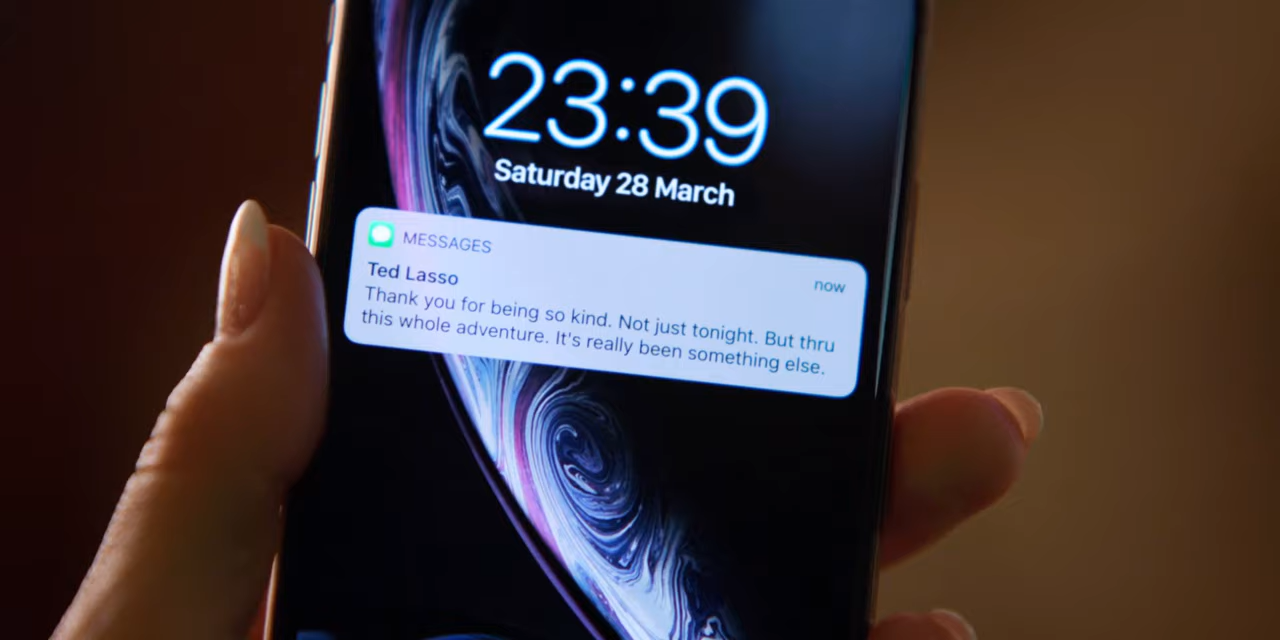 23:39
Saturday 28 March
MESSAGES
now
Ted Lasso
Thank you for being so kind. Not just tonight. But thru
this whole adventure. It's really been something else.